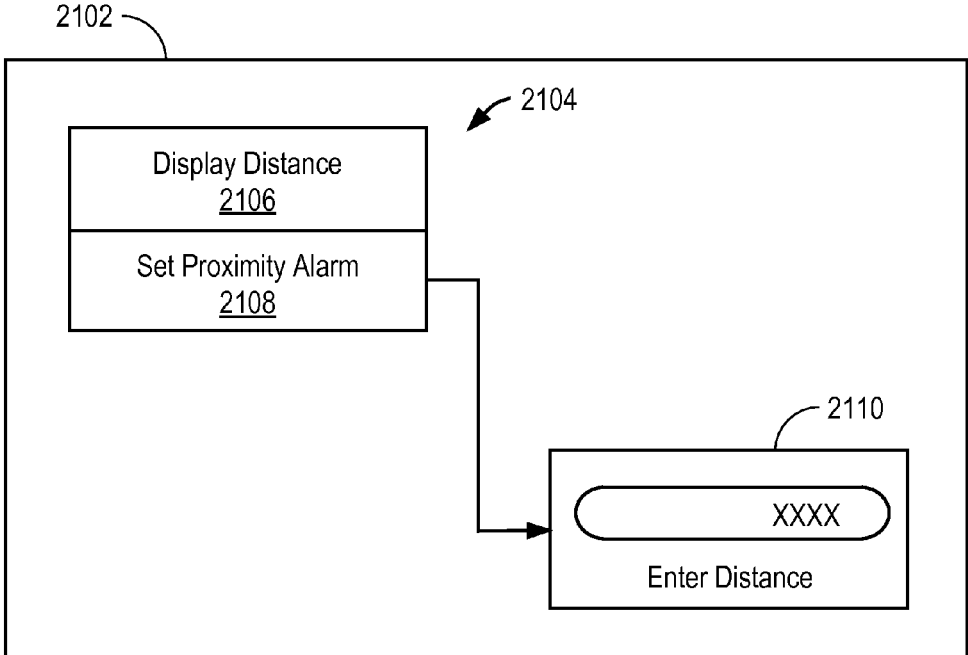 2102
2104
Display Distance
2106
Set Proximity Alarm
2108
2110
XXXX
Enter Distance